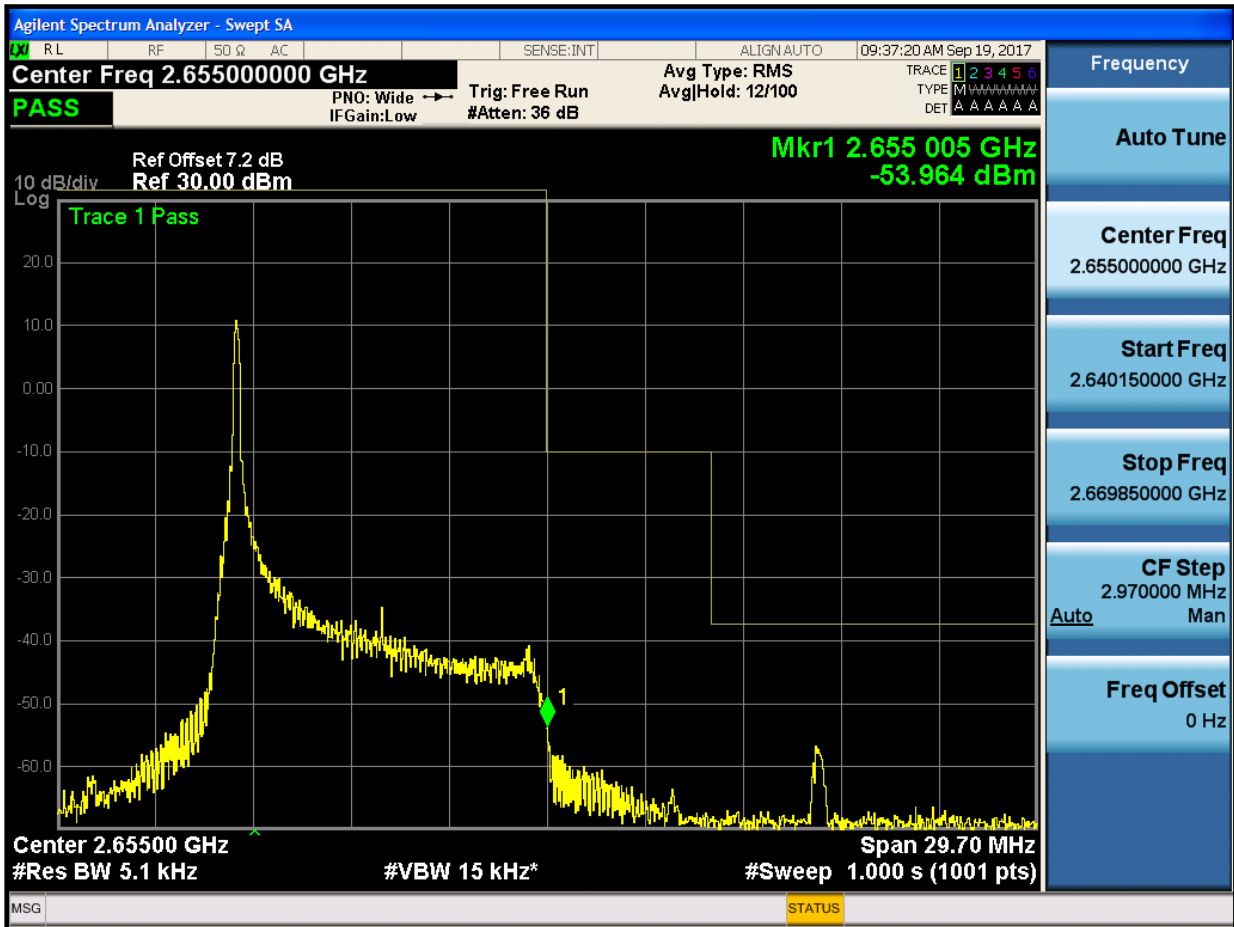 Agilent Spectrum Analyzer - Swept SA
LXI RL RF 50 Ω AC SENSE:INT ALIGN AUTO 09:37:20 AM Sep 19, 2017
Center Freq 2.655000000 GHz
PASS
PNO: Wide
IFGain:Low
Trig: Free Run
#Atten: 36 dB
Avg Type: RMS
Avg|Hold: 12/100
TRACE 1 2 3 4 5 6
TYPE M W W W W W
DET A A A A A A
Mkr1 2.655 005 GHz
-53.964 dBm
Ref Offset 7.2 dB
10 dB/div Ref 30.00 dBm
Log
Trace 1 Pass
20.0
10.0
0.00
-10.0
-20.0
-30.0
-40.0
-50.0
-60.0
1
Center 2.65500 GHz
Span 29.70 MHz
#Res BW 5.1 kHz
#VBW 15 kHz*
#Sweep 1.000 s (1001 pts)
MSG
STATUS
Frequency
Auto Tune
Center Freq
2.655000000 GHz
Start Freq
2.640150000 GHz
Stop Freq
2.669850000 GHz
CF Step
2.970000 MHz
Auto Man
Freq Offset
0 Hz